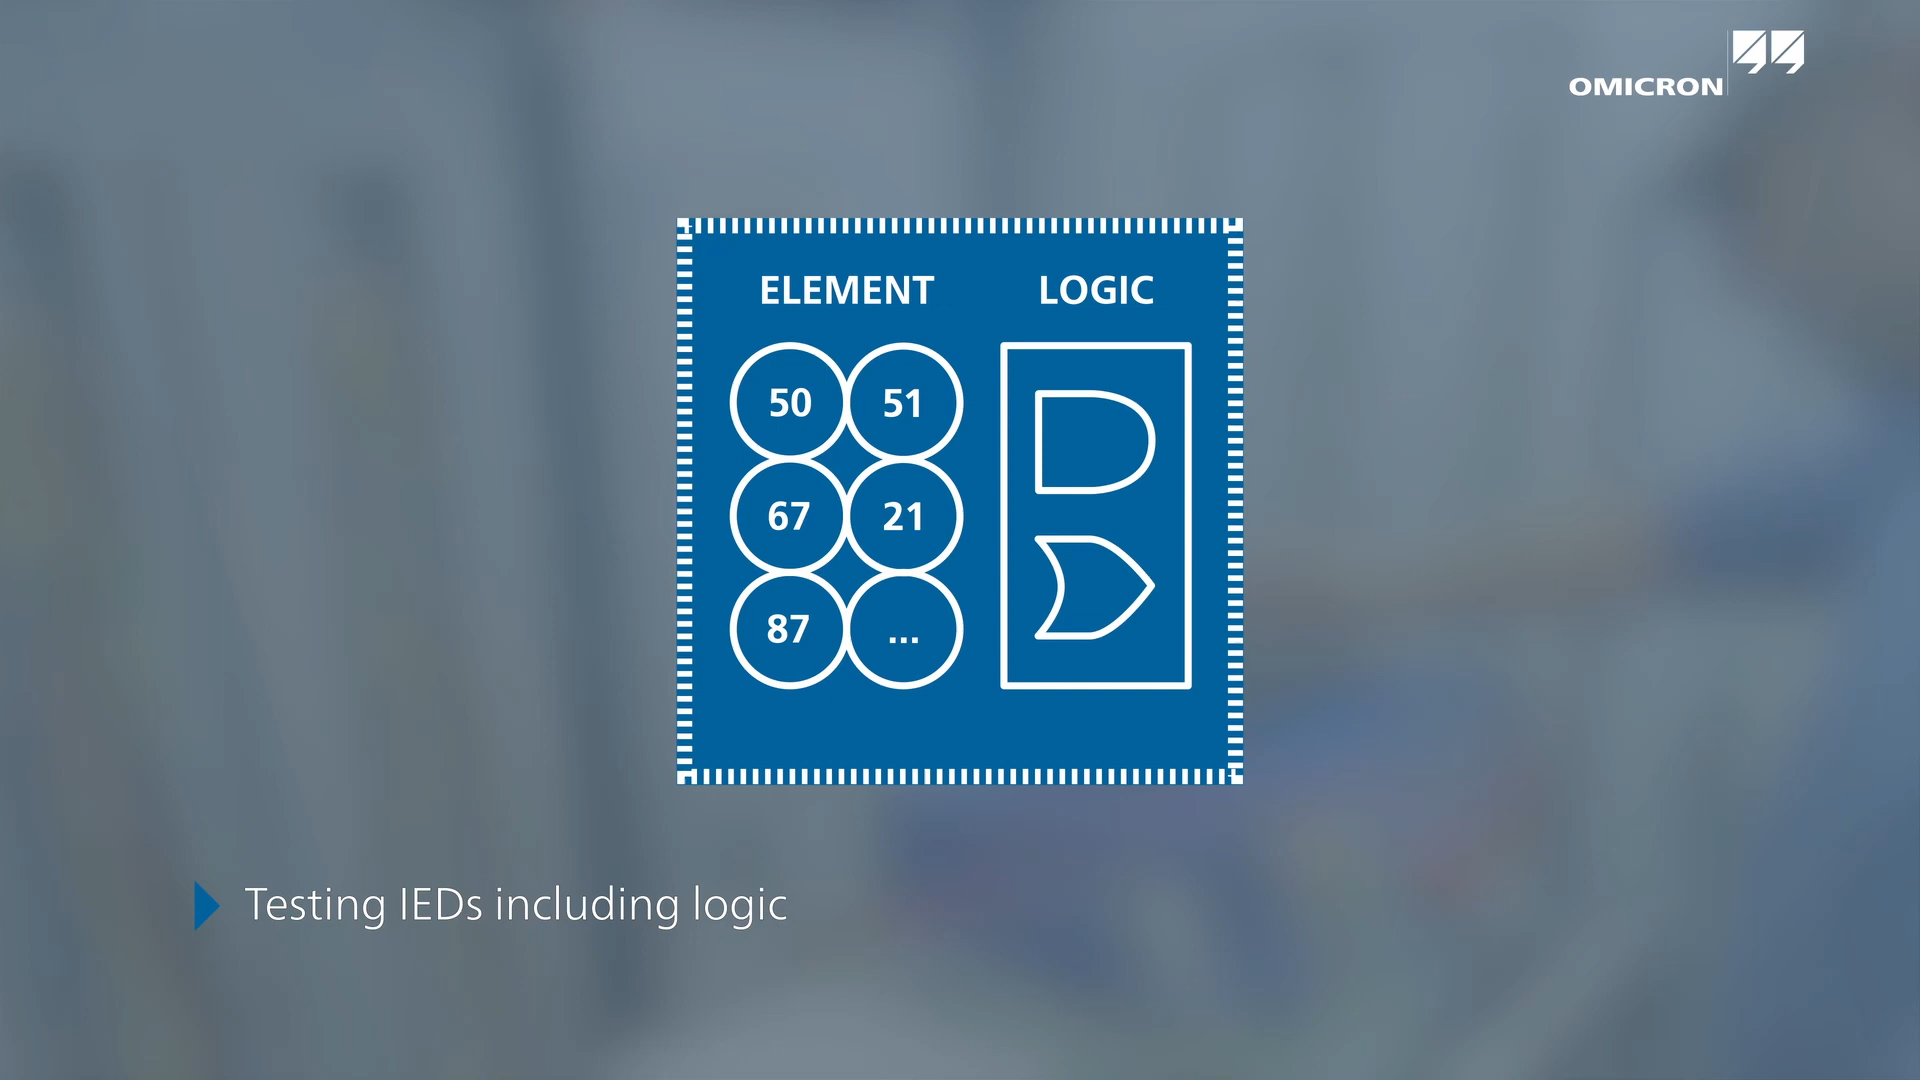 OMICRON
ELEMENT LOGIC
50 51
67 21
87 ...
Testing IEDs including logic